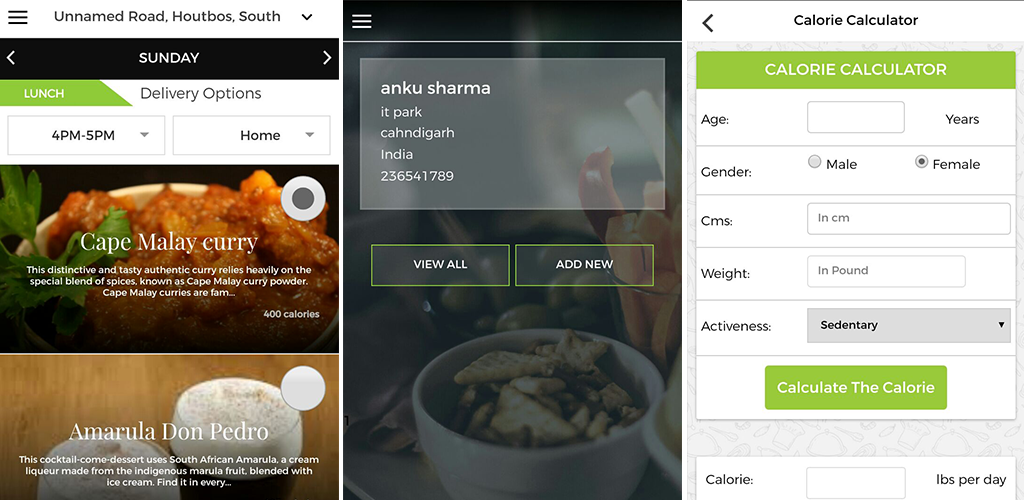 Unnamed Road, Houtbos, South
SUNDAY
LUNCH
Delivery Options
4PM-5PM
Home
Cape Malay curry
This distinctive and tasty authentic curry relies heavily on the
special blend of spices, known as Cape Malay curry powder.
Cape Malay curries are fam...
400 calories
Amarula Don Pedro
This cocktail-come-dessert uses South African Amarula, a cream
liqueur made from the indigenous marula fruit, blended with
ice cream. Find it in every...
anku sharma
it park
cahndigarh
India
236541789
VIEW ALL
ADD NEW
Calorie Calculator
CALORIE CALCULATOR
Age:
Years
Gender:
Male
Female
Cms:
In cm
Weight:
In Pound
Activeness:
Sedentary
Calculate The Calorie
Calorie:
lbs per day